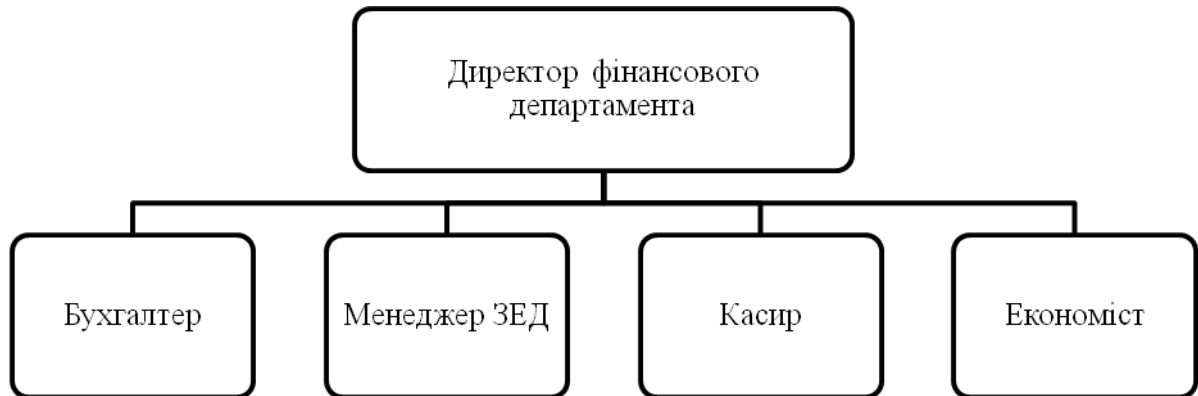 Директор фінансового
департамента
Бухгалтер
Менеджер ЗЕД
Касир
Економіст